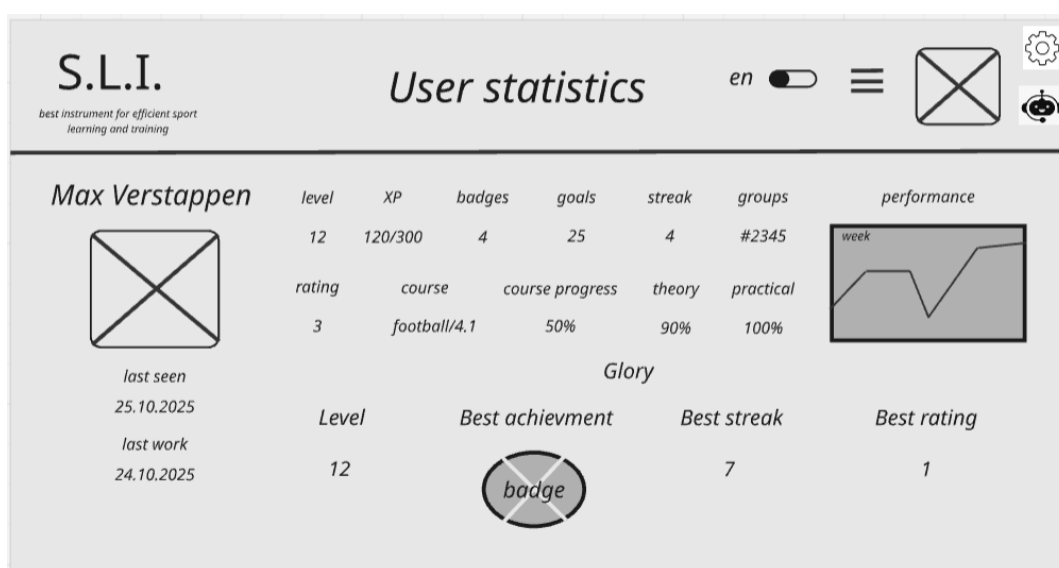 S.L.I.
best instrument for efficient sport
learning and training
User statistics
en
Max Verstappen
last seen
25.10.2025
last work
24.10.2025
level XP badges goals streak groups
12 120/300 4 25 4 #2345
rating course course progress theory practical
3 football/4.1 50% 90% 100%
performance
week
Glory
Level Best achievment Best streak Best rating
12 badge 7 1